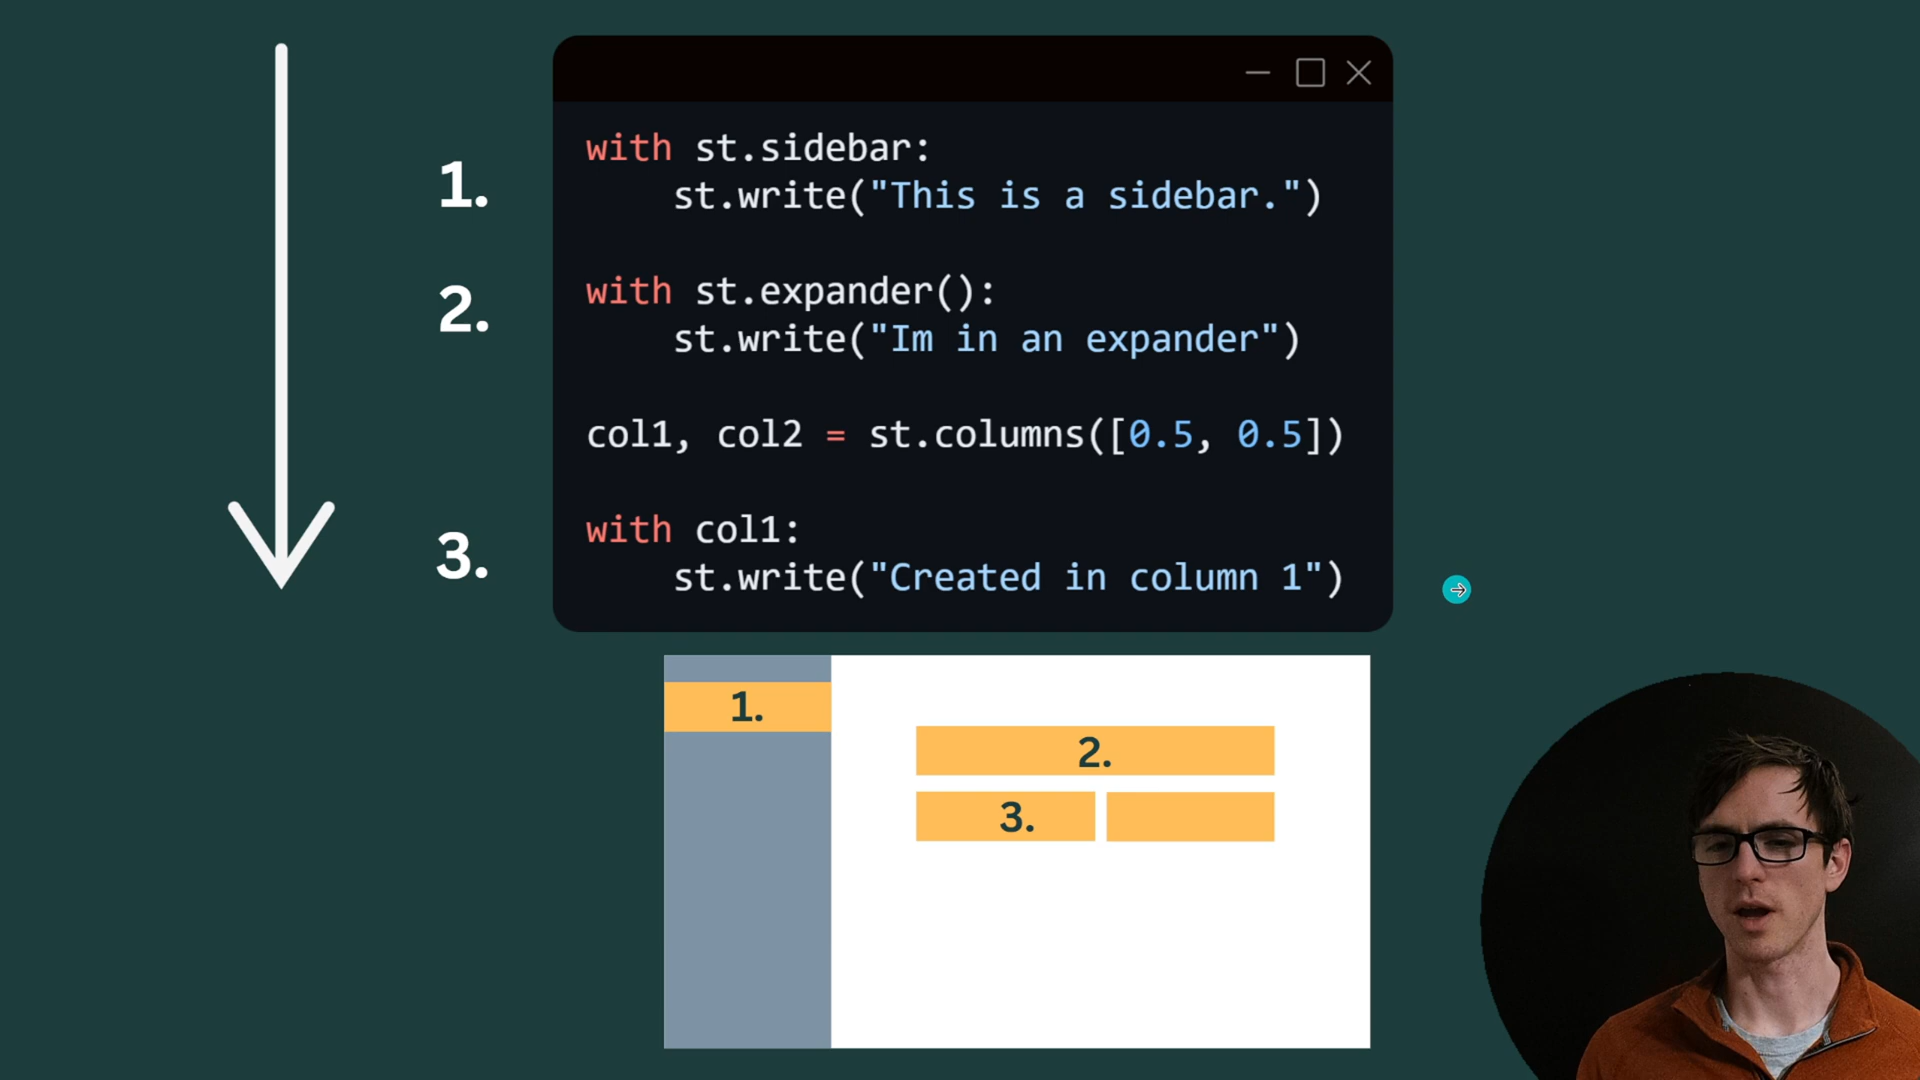 with st.sidebar:
1.
st.write("This is a sidebar.")
with st.expander():
2.
st.write("Im in an expander")
col1, col2 = st.columns([0.5, 0.5])
with col1:
3.
st.write("Created in column 1")
1.
2.
3.